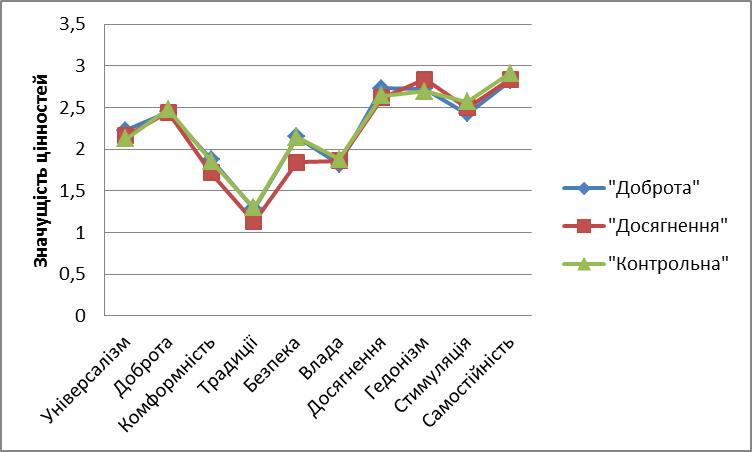 Значущість цінностей
3,5
3
2,5
2
1,5
1
0,5
0
Універсалізм
Доброта
Комформність
Традиції
Безпека
Влада
Досягнення
Гедонізм
Стимуляція
Самостійність
"Доброта"
"Досягнення"
"Контрольна"